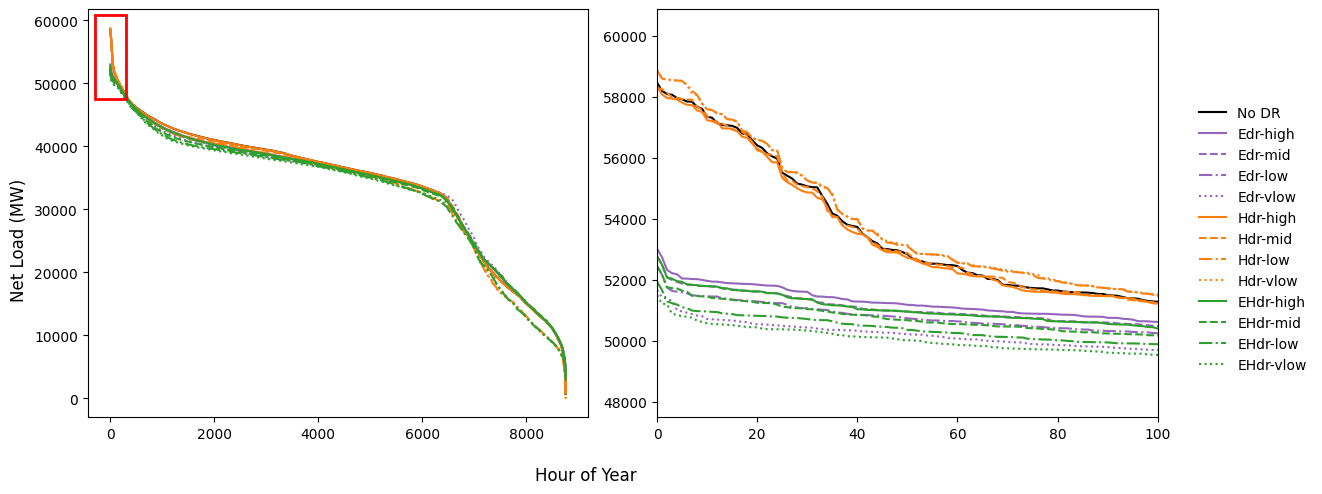 Net Load (MW)
60000
50000
40000
30000
20000
10000
0
0
2000
4000
6000
8000
60000
58000
56000
54000
52000
50000
48000
0
20
40
60
80
100
Hour of Year
No DR
Edr-high
Edr-mid
Edr-low
Edr-vlow
Hdr-high
Hdr-mid
Hdr-low
Hdr-vlow
EHdr-high
EHdr-mid
EHdr-low
EHdr-vlow